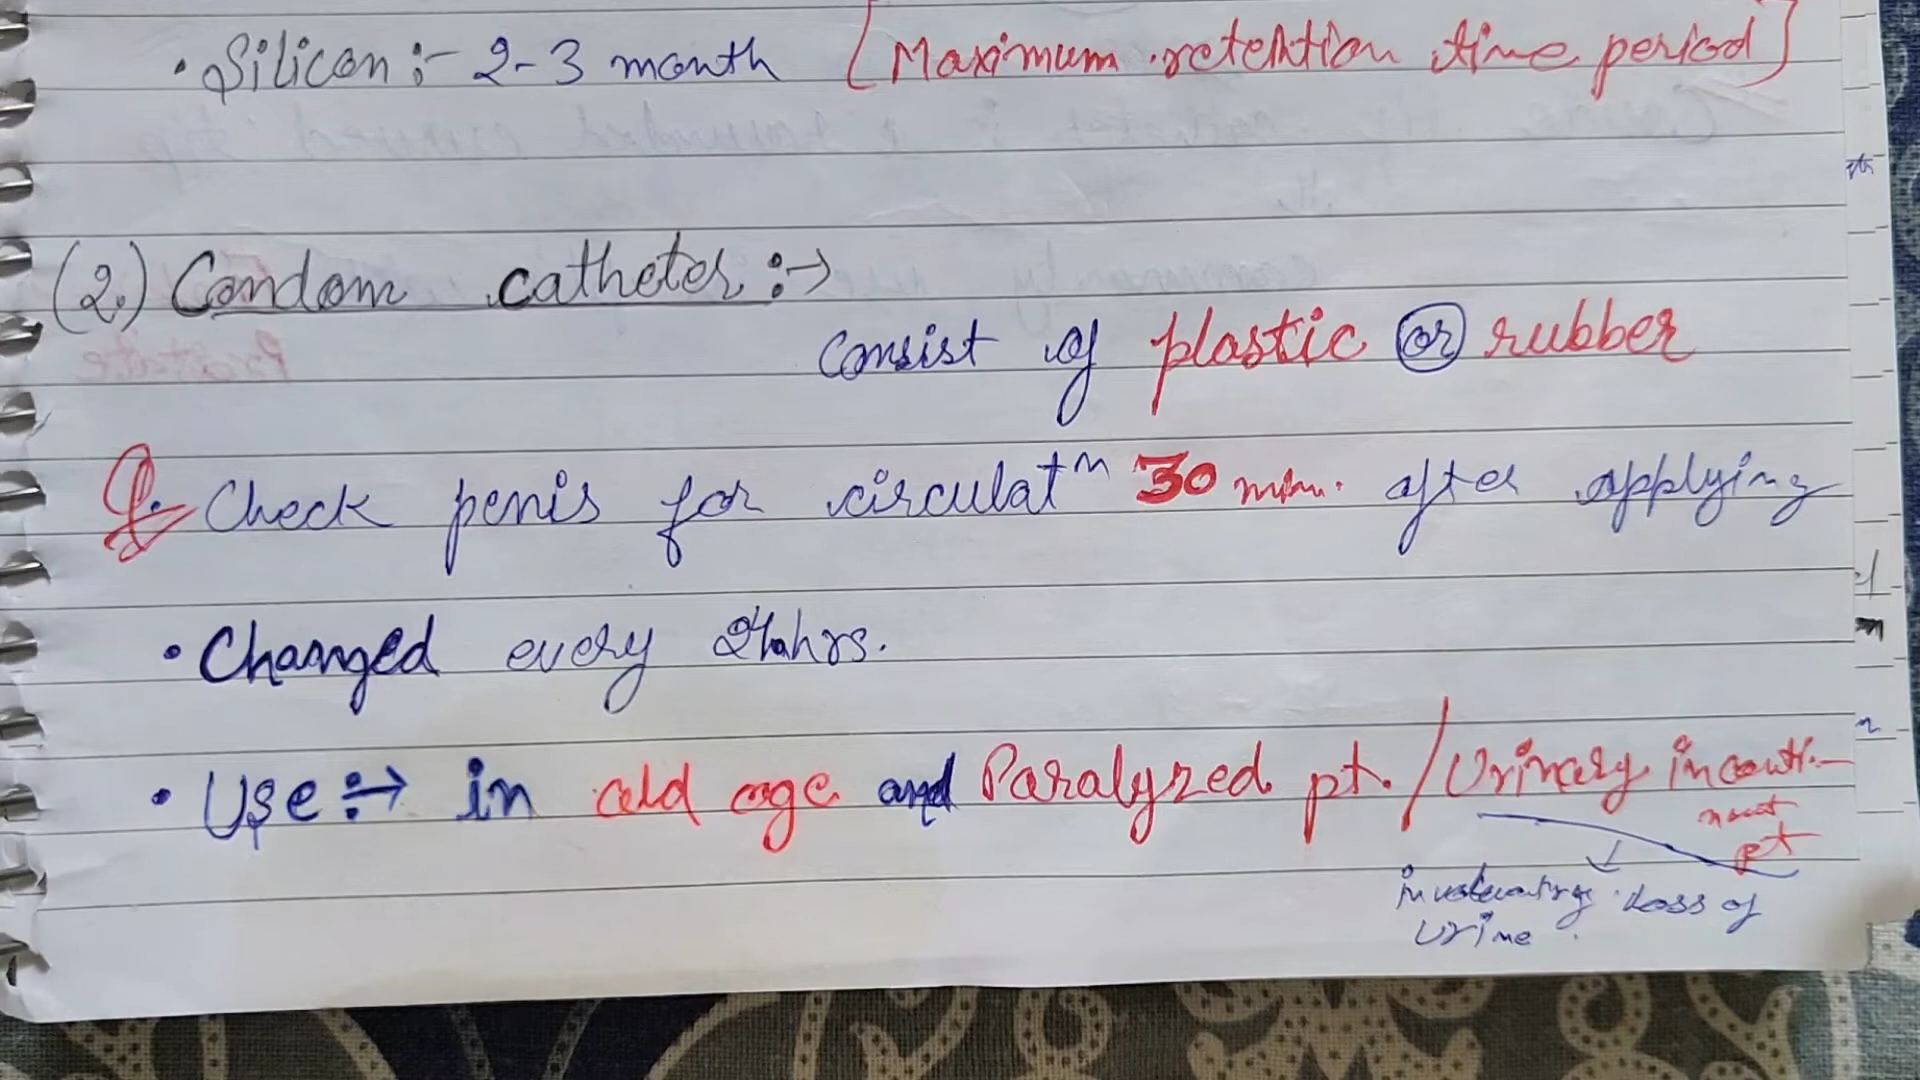 • Silicon :- 2-3 month [Maximum retention time period]
(2.) Condom catheter :→
Consist of plastic or rubber
Q. Check penis for circulatn 30 min. after applying
• Changed every 24hrs.
• Use :→ in old age and Paralyzed pt. / Urinary inconti-
nent
pt
involuntary loss of
urine.